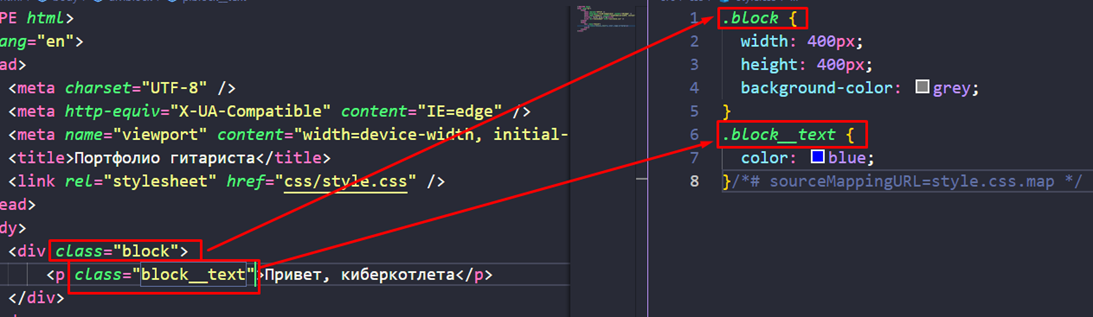 PE html>
ang="en">
ad>
<meta charset="UTF-8" />
<meta http-equiv="X-UA-Compatible" content="IE=edge" />
<meta name="viewport" content="width=device-width, initial-
<title>Портфолио гитариста</title>
<link rel="stylesheet" href="css/style.css" />
ead>
dy>
<div class="block">
<p class="block__text">Привет, киберкотлета</p>
</div>
1 .block {
2 width: 400px;
3 height: 400px;
4 background-color: grey;
5 }
6 .block__text {
7 color: blue;
8 }/*# sourceMappingURL=style.css.map */